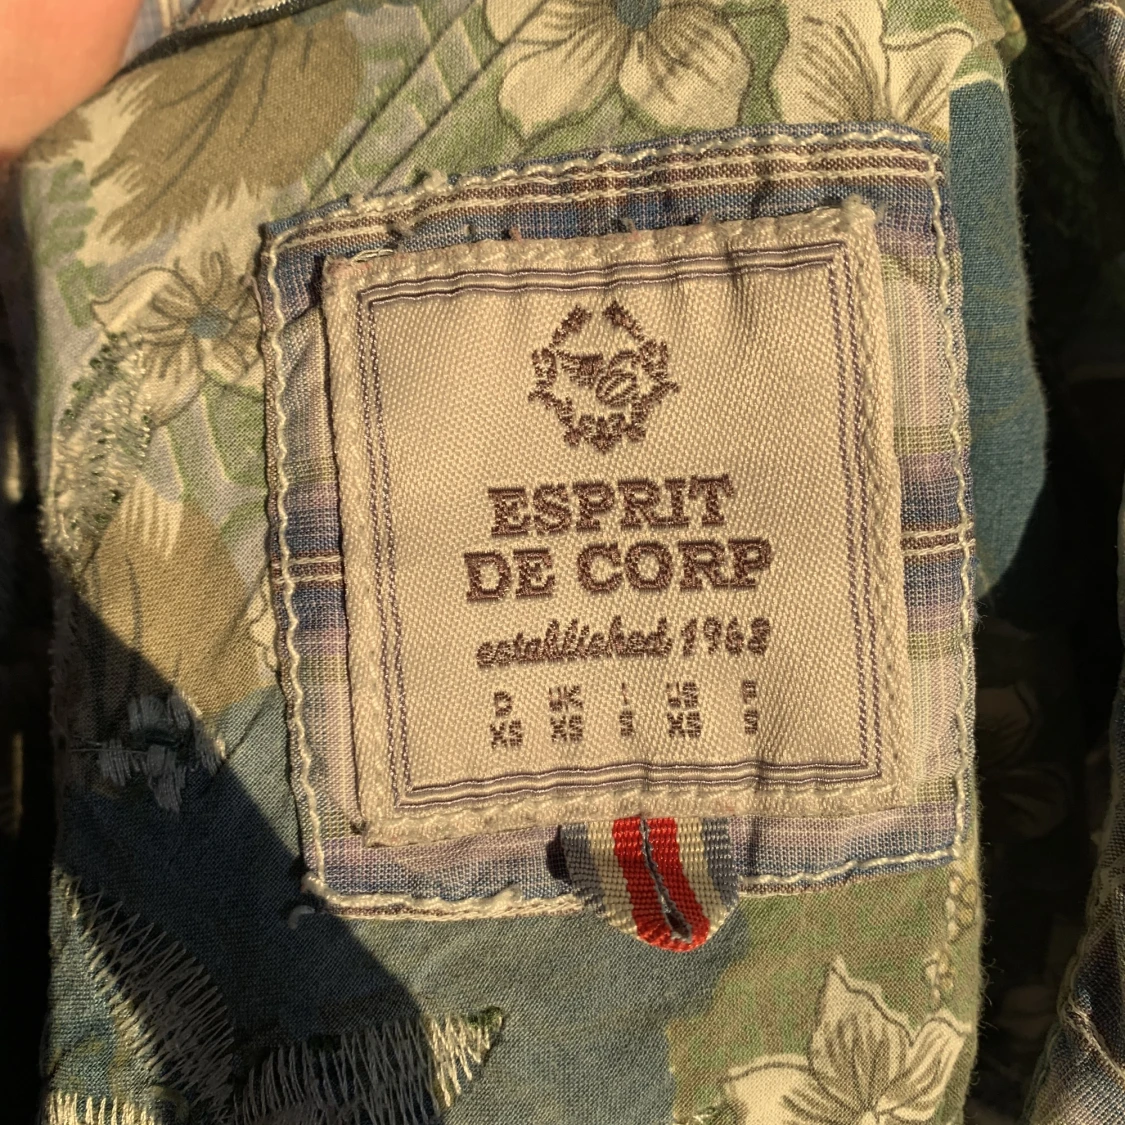 ESPRIT
DE CORP
established 1968
D UK I US F
XS XS S XS S